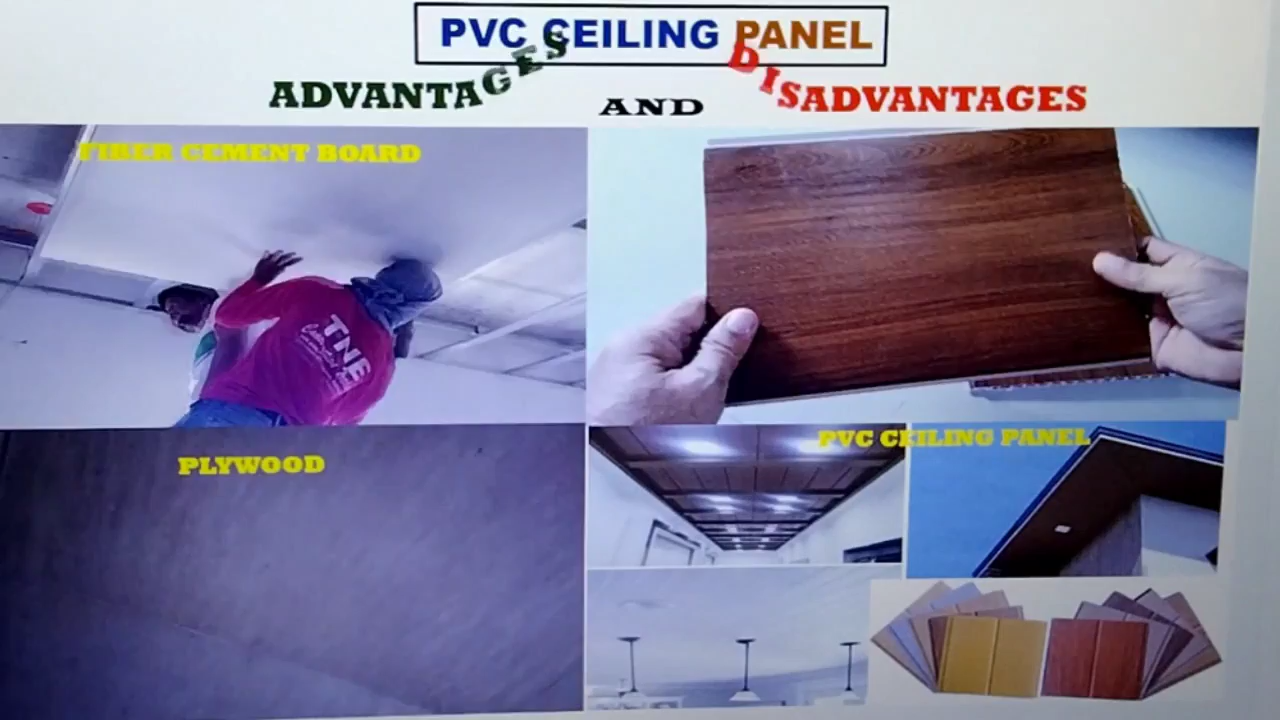 PVC CEILING PANEL
ADVANTAGES AND DISADVANTAGES
FIBER CEMENT BOARD
TNE
PLYWOOD
PVC CEILING PANEL